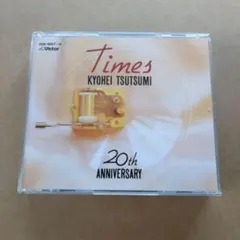 Victor
Times
KYOHEI TSUTSUMI
20th
ANNIVERSARY